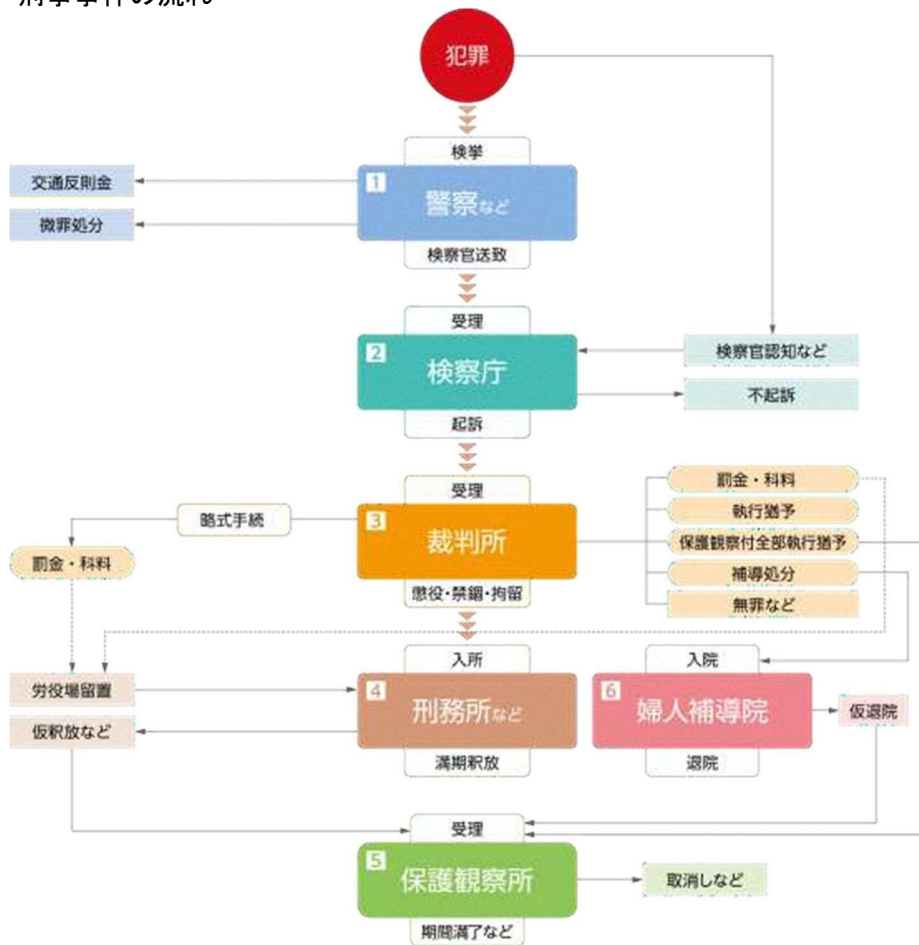 刑事事件の流れ
犯罪
検挙
1
警察など
交通反則金
微罪処分
検察官送致
受理
2
検察庁
検察官認知など
不起訴
起訴
受理
3
裁判所
略式手続
罰金・科料
罰金・科料
執行猶予
保護観察付全部執行猶予
補導処分
無罪など
懲役・禁錮・拘留
入所
4
刑務所など
労役場留置
仮釈放など
満期釈放
入院
6
婦人補導院
仮退院
退院
受理
5
保護観察所
取消しなど
期間満了など